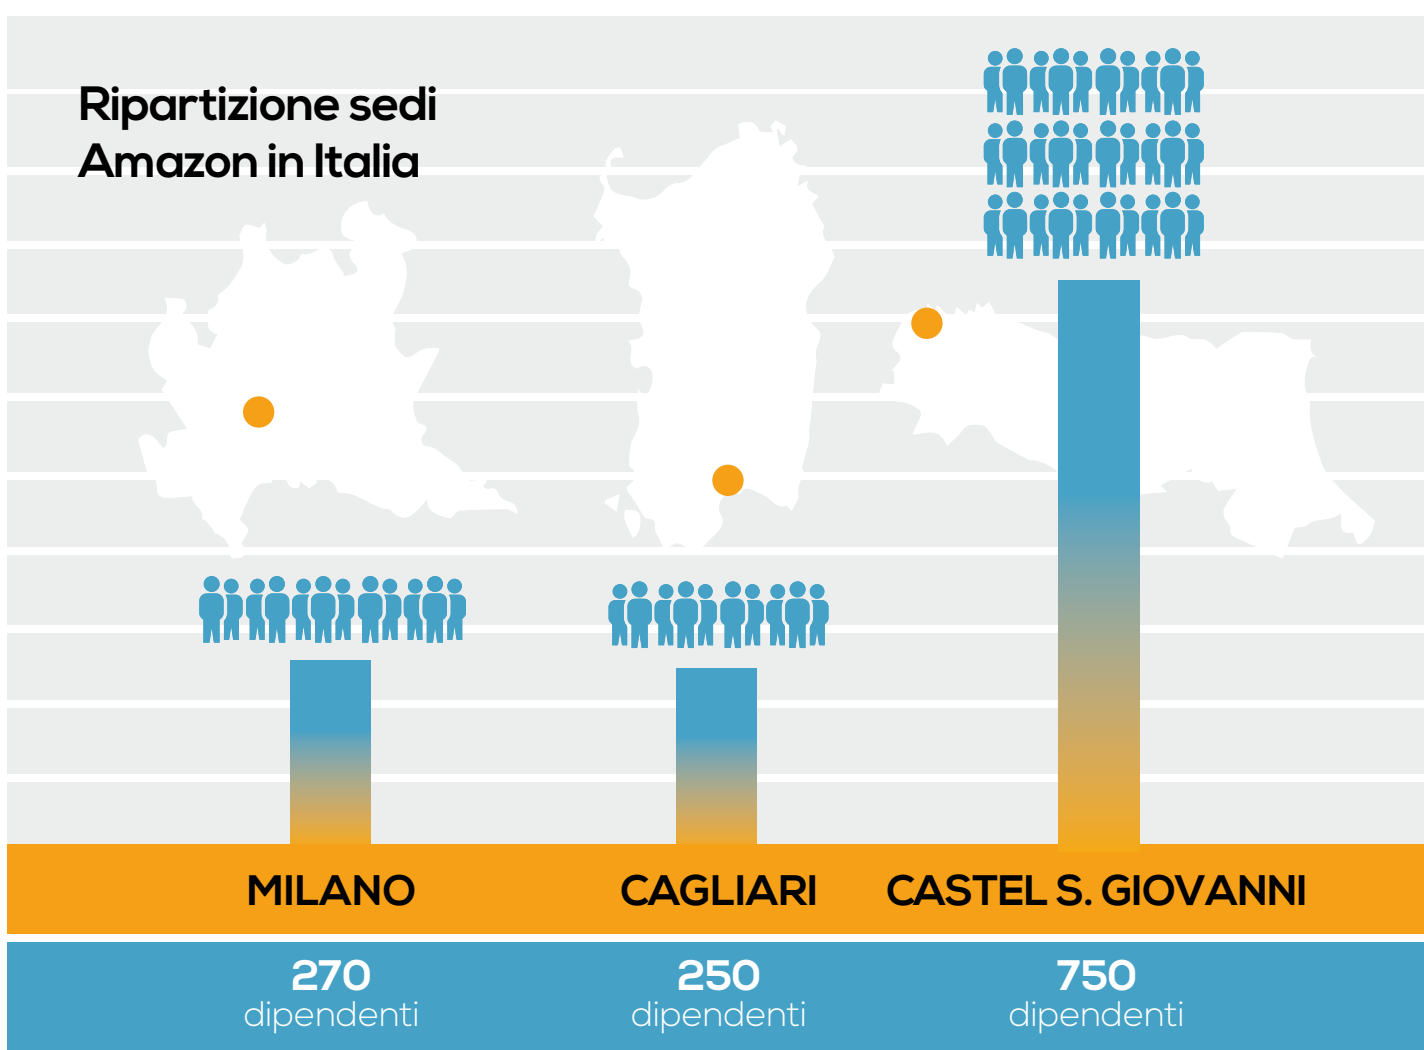 Ripartizione sedi
Amazon in Italia
MILANO
CAGLIARI
CASTEL S. GIOVANNI
270
dipendenti
250
dipendenti
750
dipendenti